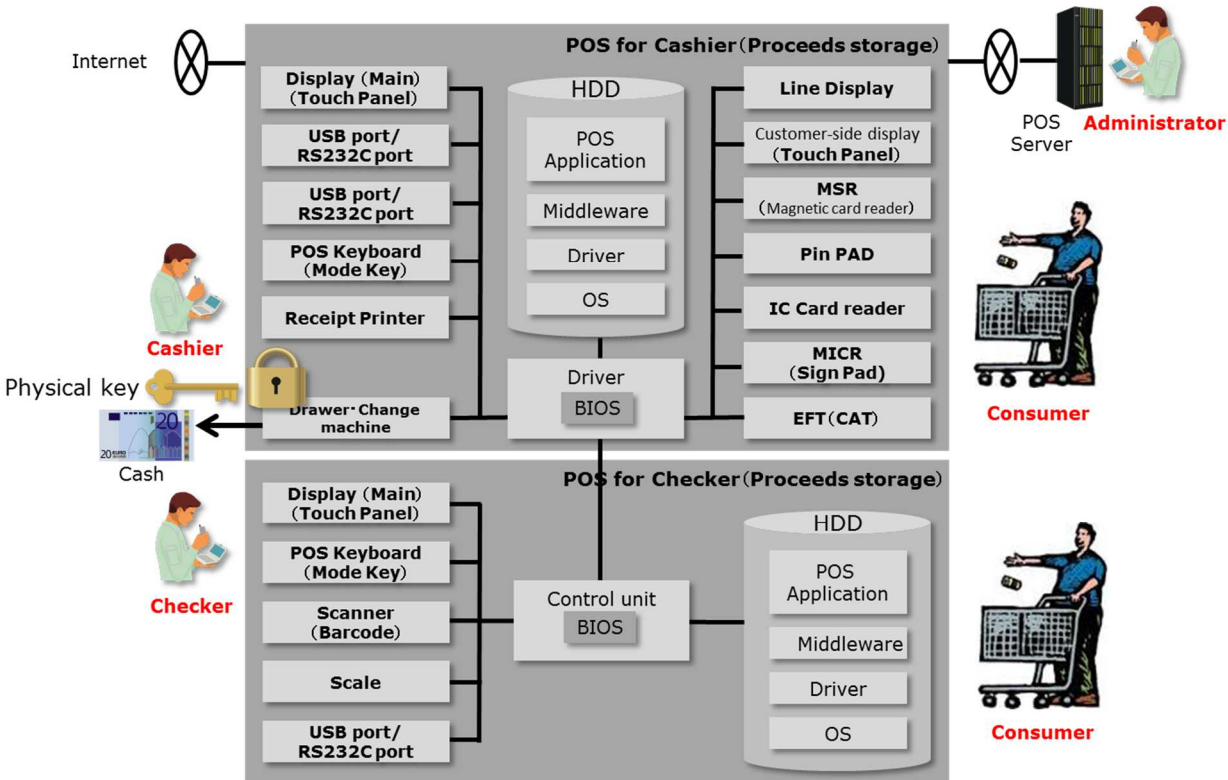 Internet
POS for Cashier(Proceeds storage)
Display (Main)
(Touch Panel)
USB port/
RS232C port
USB port/
RS232C port
POS Keyboard
(Mode Key)
Receipt Printer
Drawer·Change
machine
HDD
POS
Application
Middleware
Driver
OS
Driver
BIOS
Line Display
Customer-side display
(Touch Panel)
MSR
(Magnetic card reader)
Pin PAD
IC Card reader
MICR
(Sign Pad)
EFT(CAT)
POS
Server
Administrator
Cashier
Physical key
20
20 EURO
Cash
Consumer
POS for Checker(Proceeds storage)
Display (Main)
(Touch Panel)
POS Keyboard
(Mode Key)
Scanner
(Barcode)
Scale
USB port/
RS232C port
Control unit
BIOS
HDD
POS
Application
Middleware
Driver
OS
Checker
Consumer